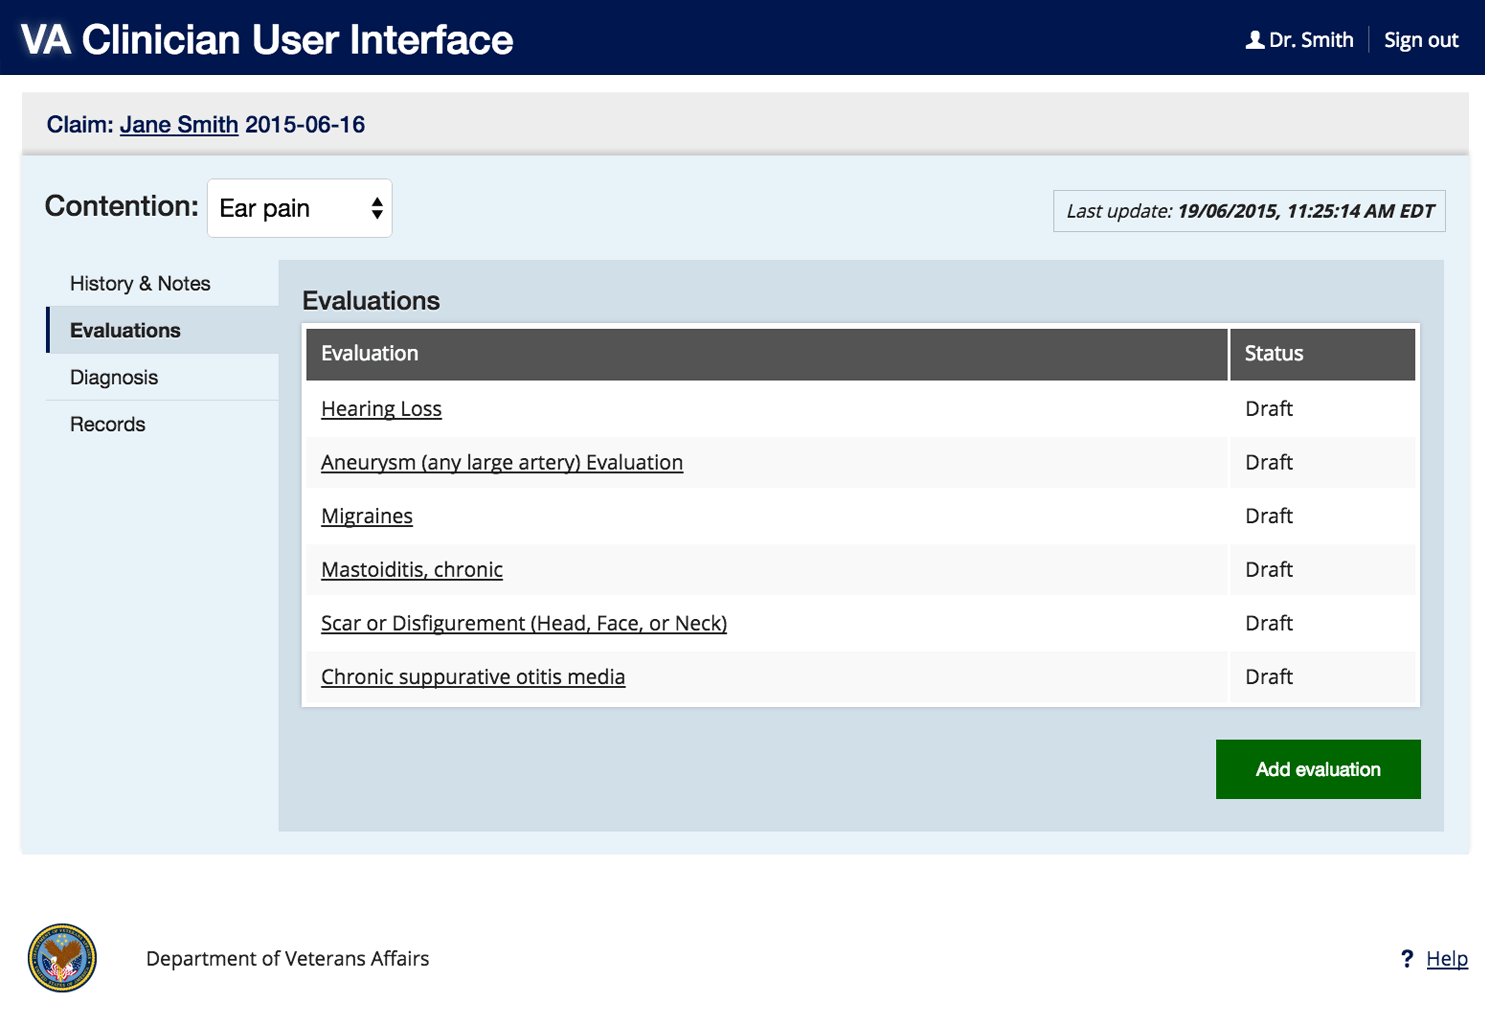 VA Clinician User Interface
Dr. Smith
Sign out
Claim: Jane Smith 2015-06-16
Contention: Ear pain
Last update: 19/06/2015, 11:25:14 AM EDT
History & Notes
Evaluations
Diagnosis
Records
Evaluations
Evaluation Status
Hearing Loss Draft
Aneurysm (any large artery) Evaluation Draft
Migraines Draft
Mastoiditis, chronic Draft
Scar or Disfigurement (Head, Face, or Neck) Draft
Chronic suppurative otitis media Draft
Add evaluation
Department of Veterans Affairs
? Help